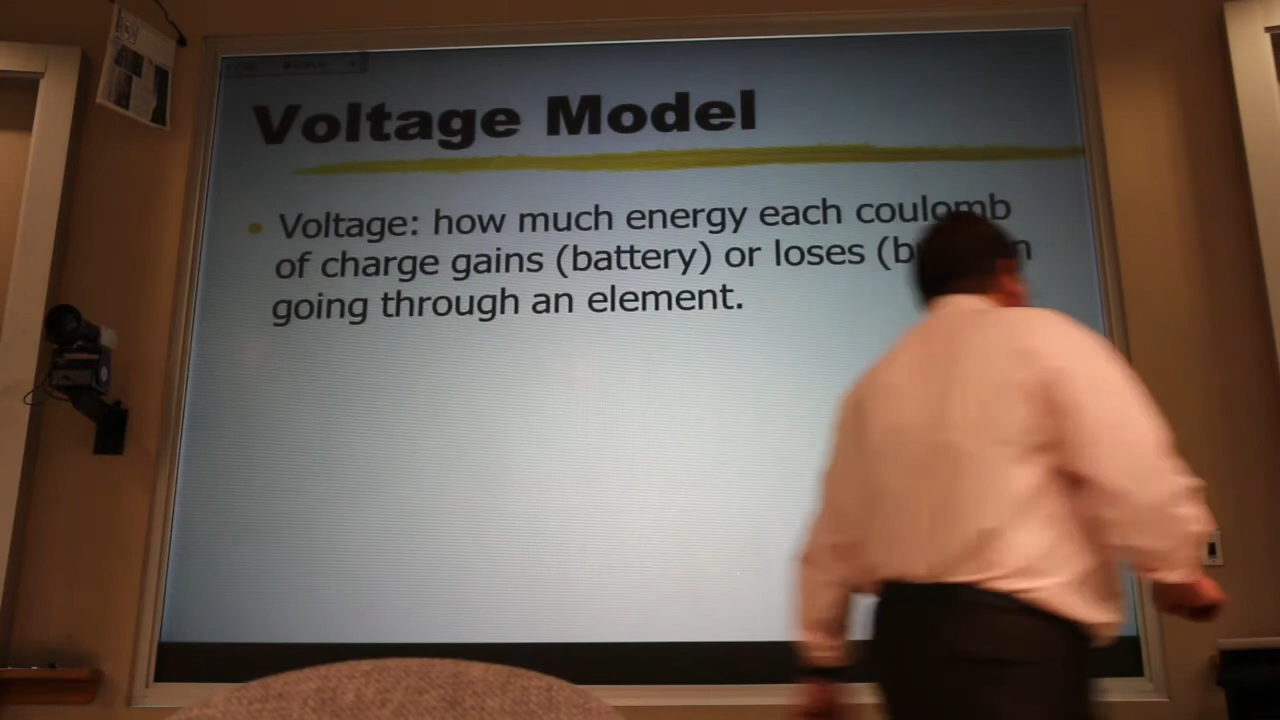 Voltage Model
Voltage: how much energy each coulomb
of charge gains (battery) or loses
going through an element.